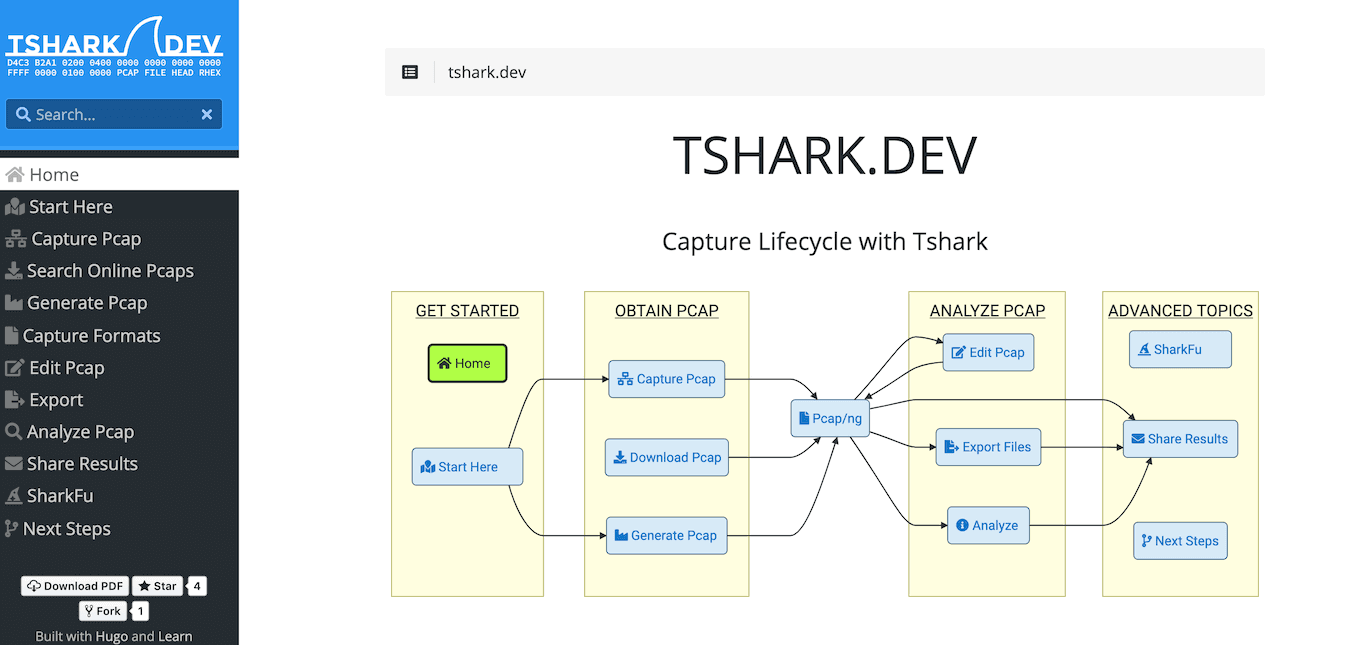 TSHARK DEV
D4C3 B2A1 0200 0400 0000 0000 0000 0000
FFFF 0000 0100 0000 PCAP FILE HEAD RHEX
Search...
Home
Start Here
Capture Pcap
Search Online Pcaps
Generate Pcap
Capture Formats
Edit Pcap
Export
Analyze Pcap
Share Results
SharkFu
Next Steps
Download PDF
Star
4
Fork
1
Built with Hugo and Learn
tshark.dev
TSHARK.DEV
Capture Lifecycle with Tshark
GET STARTED
Home
Start Here
OBTAIN PCAP
Capture Pcap
Download Pcap
Generate Pcap
Pcap/ng
ANALYZE PCAP
Edit Pcap
Export Files
Analyze
ADVANCED TOPICS
SharkFu
Share Results
Next Steps